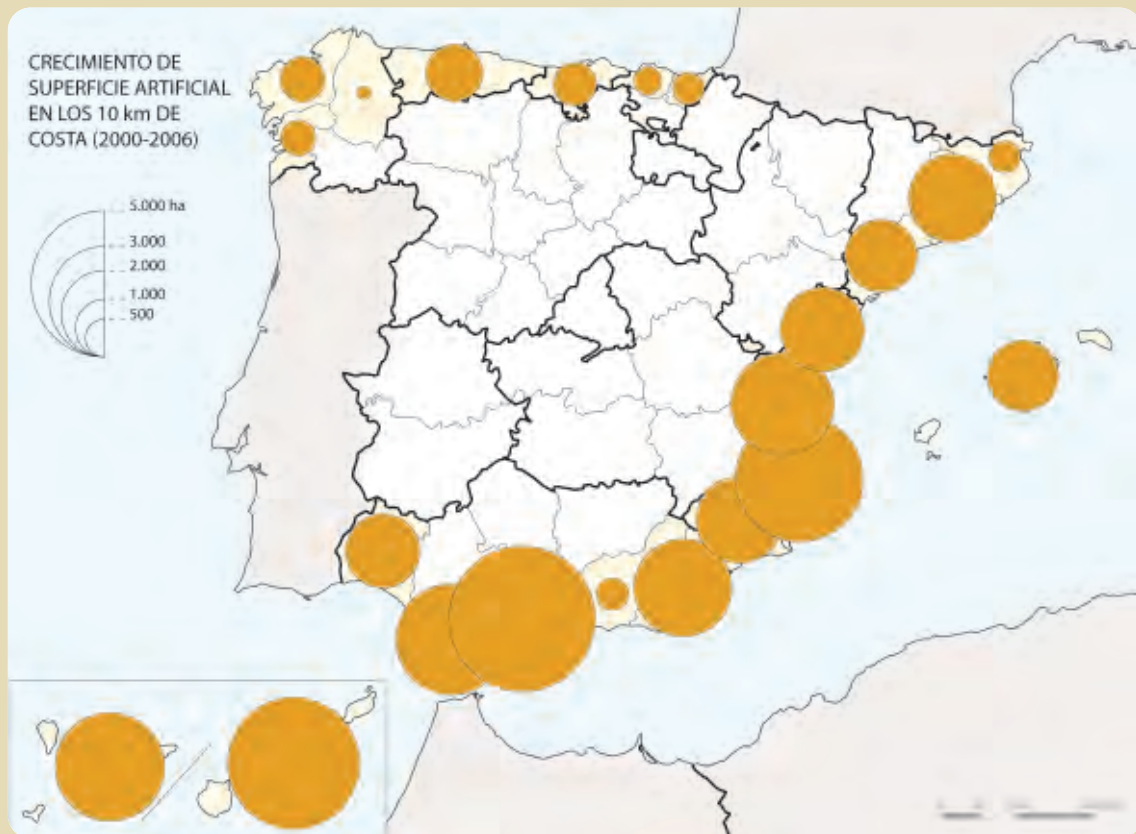 CRECIMIENTO DE
SUPERFICIE ARTIFICIAL
EN LOS 10 km DE
COSTA (2000-2006)
5.000 ha
3.000
2.000
1.000
500